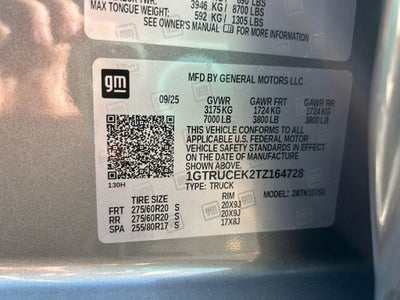 MAX TONGUE WEIGHT: 3946 KG / 8700 LBS
592 KG / 1305 LBS
SEE OWNER'S MANUAL FOR MORE INFORMATION
gm
MFD BY GENERAL MOTORS LLC
09/25 GVWR GAWR FRT GAWR RR
3175 KG 1724 KG 1724 KG
7000 LB 3800 LB 3800 LB
THIS VEHICLE CONFORMS TO ALL
APPLICABLE U.S. FEDERAL MOTOR
VEHICLE SAFETY STANDARDS IN
EFFECT ON THE DATE OF MANUFACTURE
SHOWN ABOVE.
1GTRUCEK2TZ164728
TYPE: TRUCK
MODEL:
130H
TIRE SIZE RIM
FRT 275/60R20 S 20X9J
RR 275/60R20 S 20X9J
SPA 255/80R17 S 17X8J